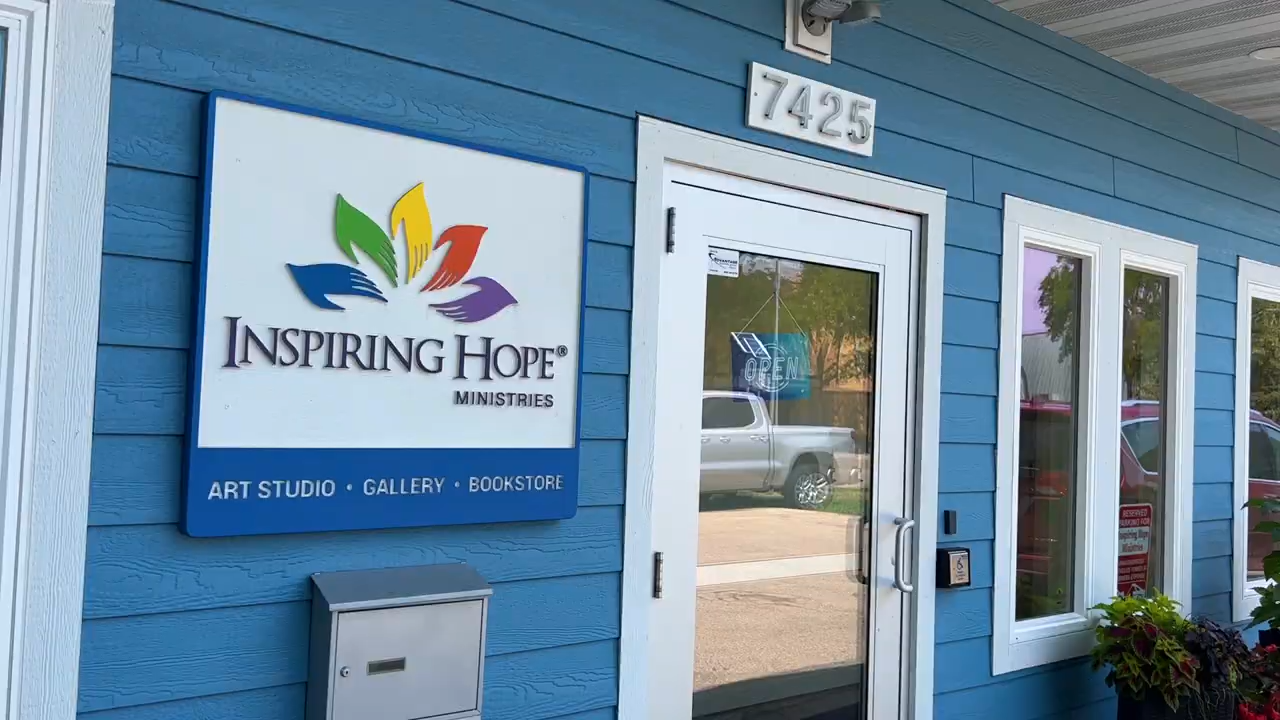 7425
INSPIRING HOPE®
MINISTRIES
ART STUDIO • GALLERY • BOOKSTORE
OPEN
RESERVED
PARKING FOR
Inspiring Hope
Ministries